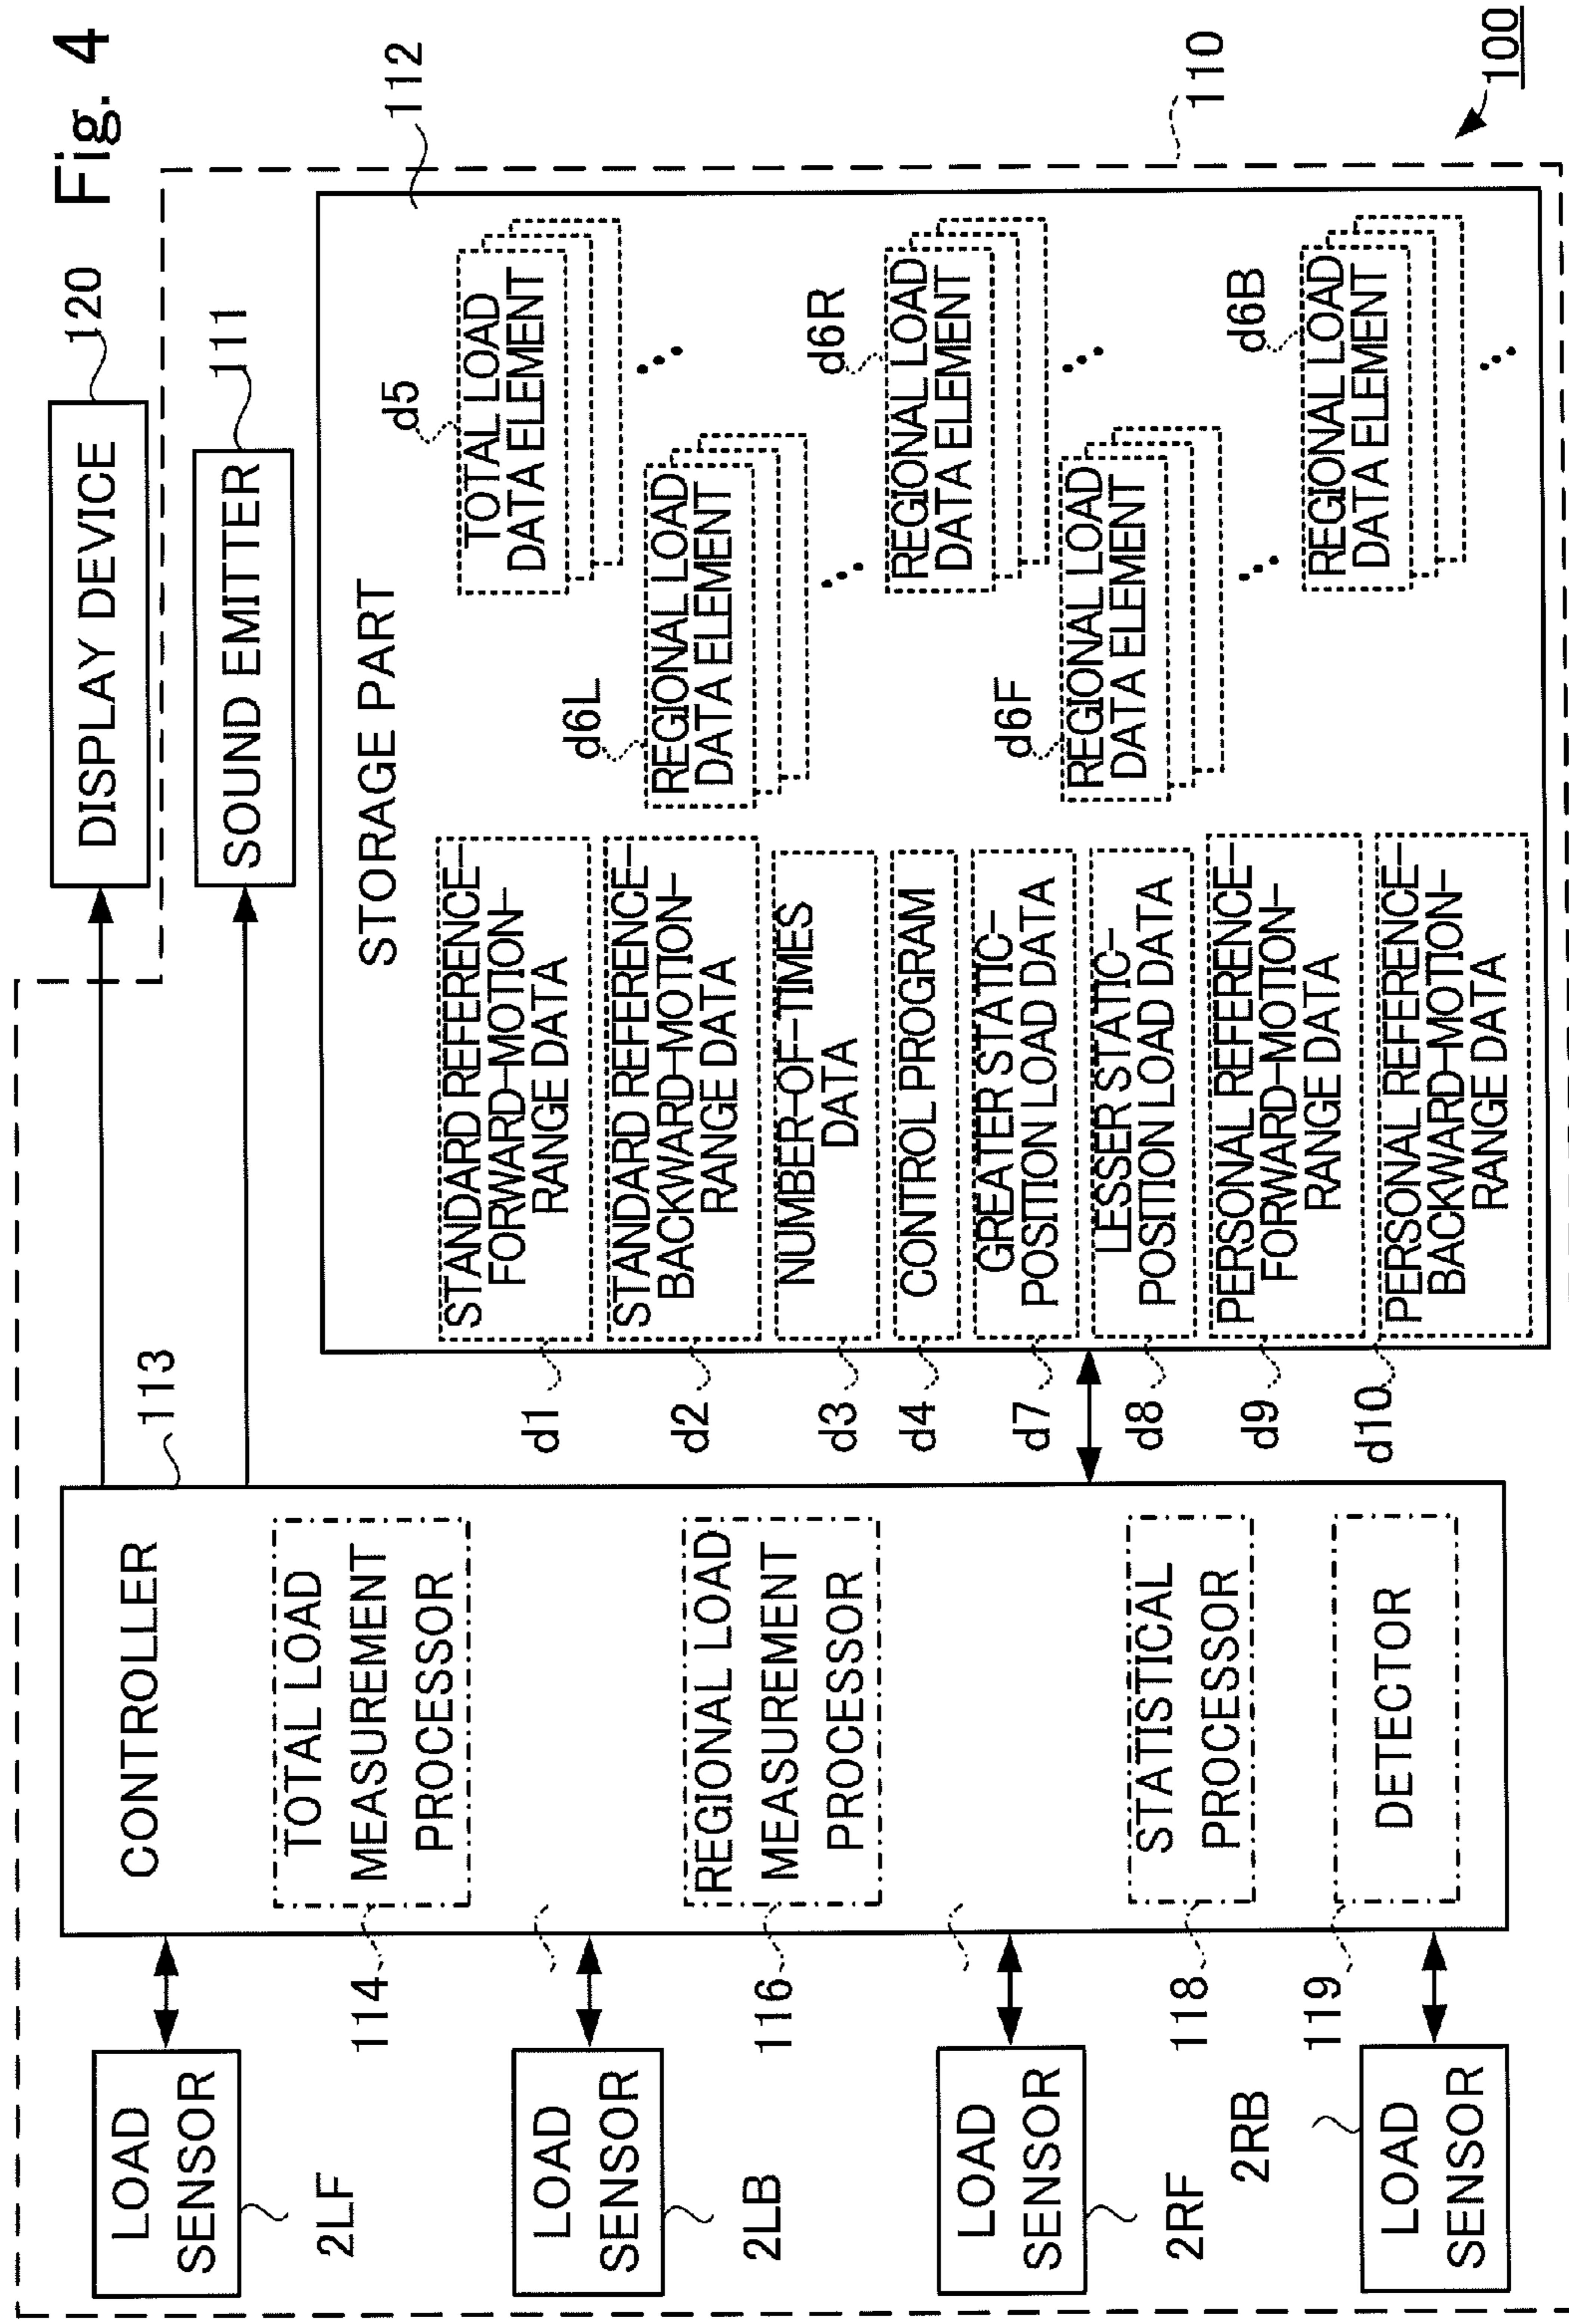 Fig. 4
100
110
120
DISPLAY DEVICE
111
SOUND EMITTER
112
STORAGE PART
d1
STANDARD REFERENCE–
FORWARD–MOTION–
RANGE DATA
d2
STANDARD REFERENCE–
BACKWARD–MOTION–
RANGE DATA
d3
NUMBER–OF–TIMES
DATA
d4
CONTROL PROGRAM
d7
GREATER STATIC–
POSITION LOAD DATA
d8
LESSER STATIC–
POSITION LOAD DATA
d9
PERSONAL REFERENCE–
FORWARD–MOTION–
RANGE DATA
d10
PERSONAL REFERENCE–
BACKWARD–MOTION–
RANGE DATA
d5
TOTAL LOAD
DATA ELEMENT
d6L
REGIONAL LOAD
DATA ELEMENT
d6R
REGIONAL LOAD
DATA ELEMENT
d6F
REGIONAL LOAD
DATA ELEMENT
d6B
REGIONAL LOAD
DATA ELEMENT
113
CONTROLLER
114
TOTAL LOAD
MEASUREMENT
PROCESSOR
116
REGIONAL LOAD
MEASUREMENT
PROCESSOR
118
STATISTICAL
PROCESSOR
119
DETECTOR
LOAD
SENSOR
2LF
LOAD
SENSOR
2LB
LOAD
SENSOR
2RF
LOAD
SENSOR
2RB